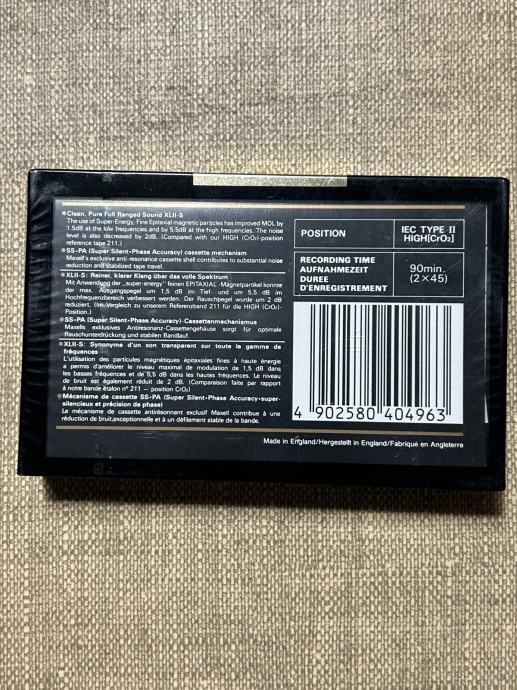 • Clean, Pure Full Ranged Sound XLII-S
The use of Super-Energy, Fine Epitaxial magnetic particles has improved MOL by
1.5dB at the low frequencies and by 5.5dB at the high frequencies. The noise
level is also decreased by 2dB. (Compared with our HIGH (CrO₂)-position
reference tape 211.)
• SS-PA (Super Silent-Phase Accuracy) cassette mechanism
Maxell's exclusive anti-resonance cassette shell contributes to substantial noise
reduction and stabilized tape travel.
• XLII-S: Reiner, klarer Klang über das volle Spektrum
Mit Anwendung der „super-energy" feinen EPITAXIAL-Magnetpartikel konnte
der max. Ausgangspegel um 1,5 dB im Tief- und um 5,5 dB im
Hochfrequenzbereich verbessert werden. Der Rauschpegel wurde um 2 dB
reduziert. (Im Vergleich zu unserem Referenzband 211 für die HIGH (CrO₂)-
Position.)
• SS-PA (Super Silent-Phase Accuracy)-Cassettenmechanismus
Maxells exklusives Antiresonanz-Cassettengehäuse sorgt für optimale
Rauschunterdrückung und stabilen Bandlauf.
• XLII-S: Synonyme d'un son transparent sur toute la gamme de
fréquences
L'utilisation des particules magnétiques épitaxiales fines à haute énergie
a permis d'améliorer le niveau maximal de modulation de 1,5 dB dans
les basses fréquences et de 5,5 dB dans les hautes fréquences. Le niveau
de bruit est également réduit de 2 dB. (Comparaison faite par rapport
à notre bande étalon nº 211 - position CrO₂)
• Mécanisme de cassette SS-PA (Super Silent-Phase Accuracy-super-
silencieux et précision de phase)
Le mécanisme de cassette antirésonnant exclusif Maxell contribue à une
réduction de bruit exceptionnelle et à un défilement stable de la bande.
POSITION
IEC TYPE II
HIGH[CrO₂]
RECORDING TIME
AUFNAHMEZEIT
DUREE
D'ENREGISTREMENT
90min.
(2×45)
4 902580 404963
Made in England/Hergestellt in England/Fabriqué en Angleterre